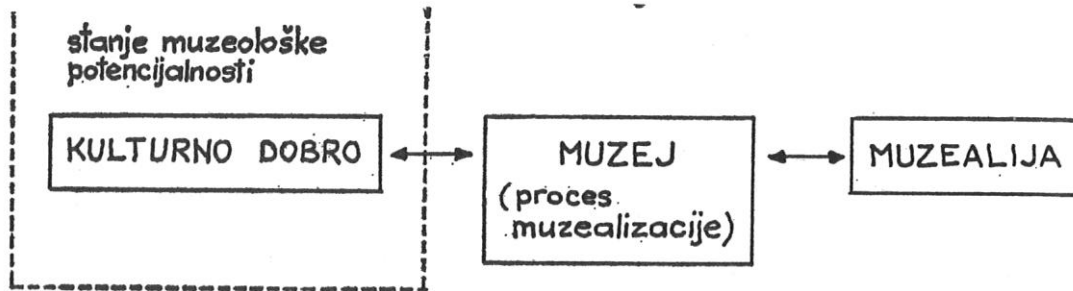 stanje muzeološke
potencijalnosti
KULTURNO DOBRO
MUZEJ
(proces
muzealizacije)
MUZEALIJA